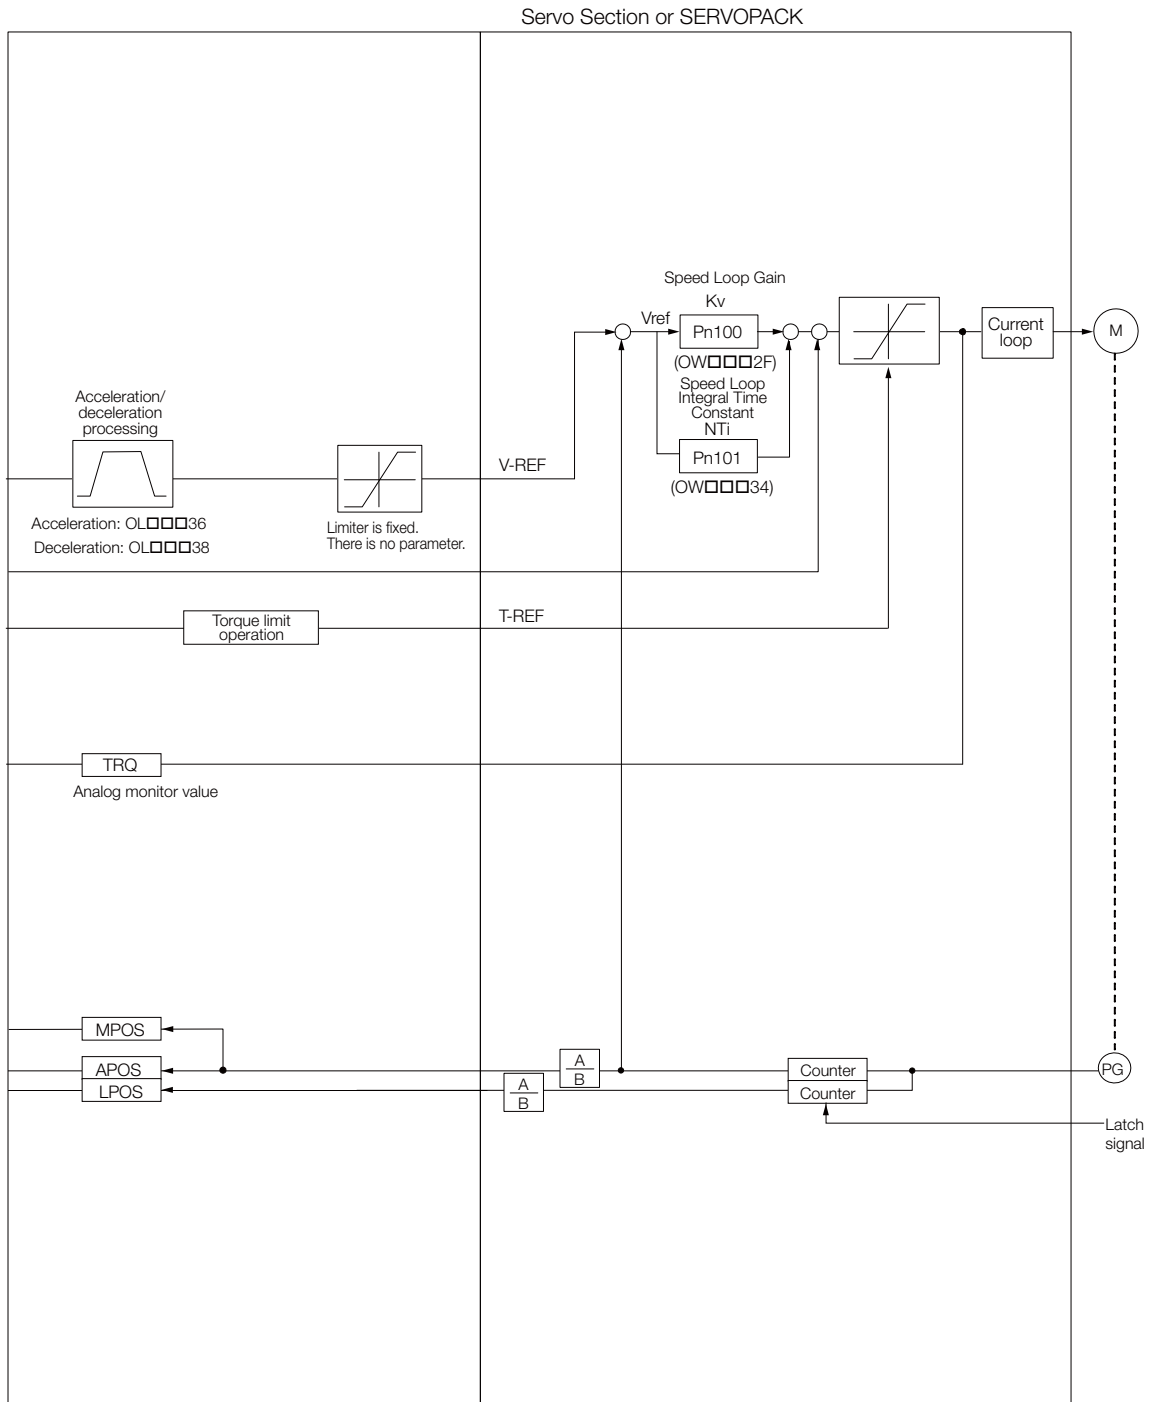 Servo Section or SERVOPACK
Speed Loop Gain
Kv
Vref
Pn100
(OW□□□2F)
Current
loop
M
Speed Loop
Integral Time
Constant
NTi
Pn101
(OW□□□34)
Acceleration/
deceleration
processing
V-REF
Acceleration: OL□□□36
Deceleration: OL□□□38
Limiter is fixed.
There is no parameter.
Torque limit
operation
T-REF
TRQ
Analog monitor value
MPOS
APOS
LPOS
A
B
A
B
Counter
Counter
PG
Latch
signal